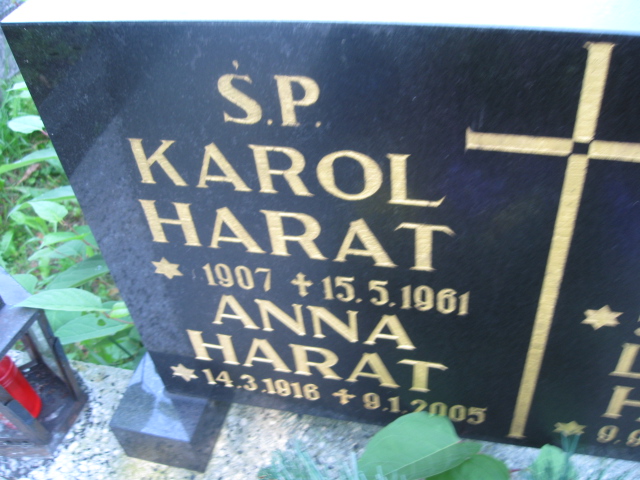 Ś.P.
KAROL
HARAT
* 1907 + 15.5.1961
ANNA
HARAT
* 14.3.1916 + 9.1.2005